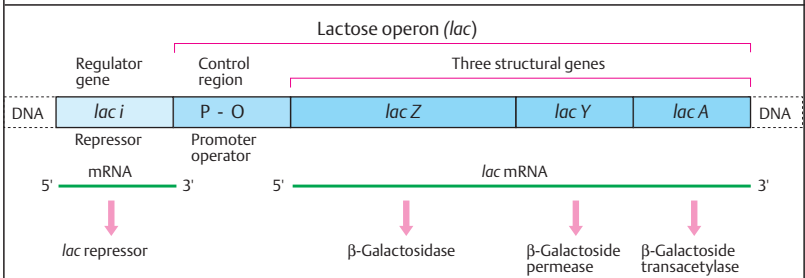 Lactose operon (lac)
Regulator gene
Control region
Three structural genes
DNA lac i P - O lac Z lac Y lac A DNA
Repressor
Promoter operator
mRNA
5' 3'
lac mRNA
5' 3'
lac repressor
β-Galactosidase
β-Galactoside permease
β-Galactoside transacetylase